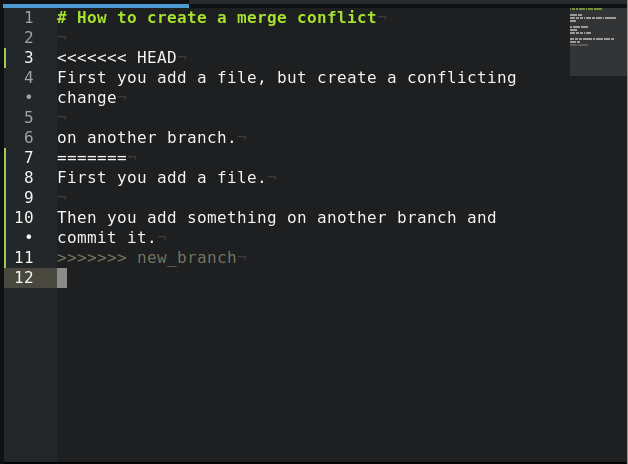 1 # How to create a merge conflict¬
2 ¬
3 <<<<<<< HEAD¬
4 First you add a file, but create a conflicting
• change¬
5 ¬
6 on another branch.¬
7 =======¬
8 First you add a file.¬
9 ¬
10 Then you add something on another branch and
• commit it.¬
11 >>>>>>> new_branch¬
12